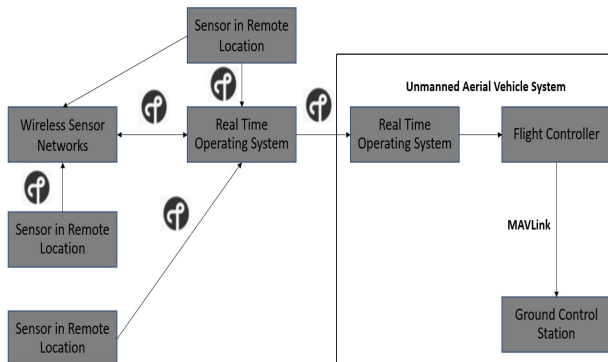 Sensor in Remote
Location
Unmanned Aerial Vehicle System
Wireless Sensor
Networks
Real Time
Operating System
Real Time
Operating System
Flight Controller
Sensor in Remote
Location
MAVLink
Sensor in Remote
Location
Ground Control
Station